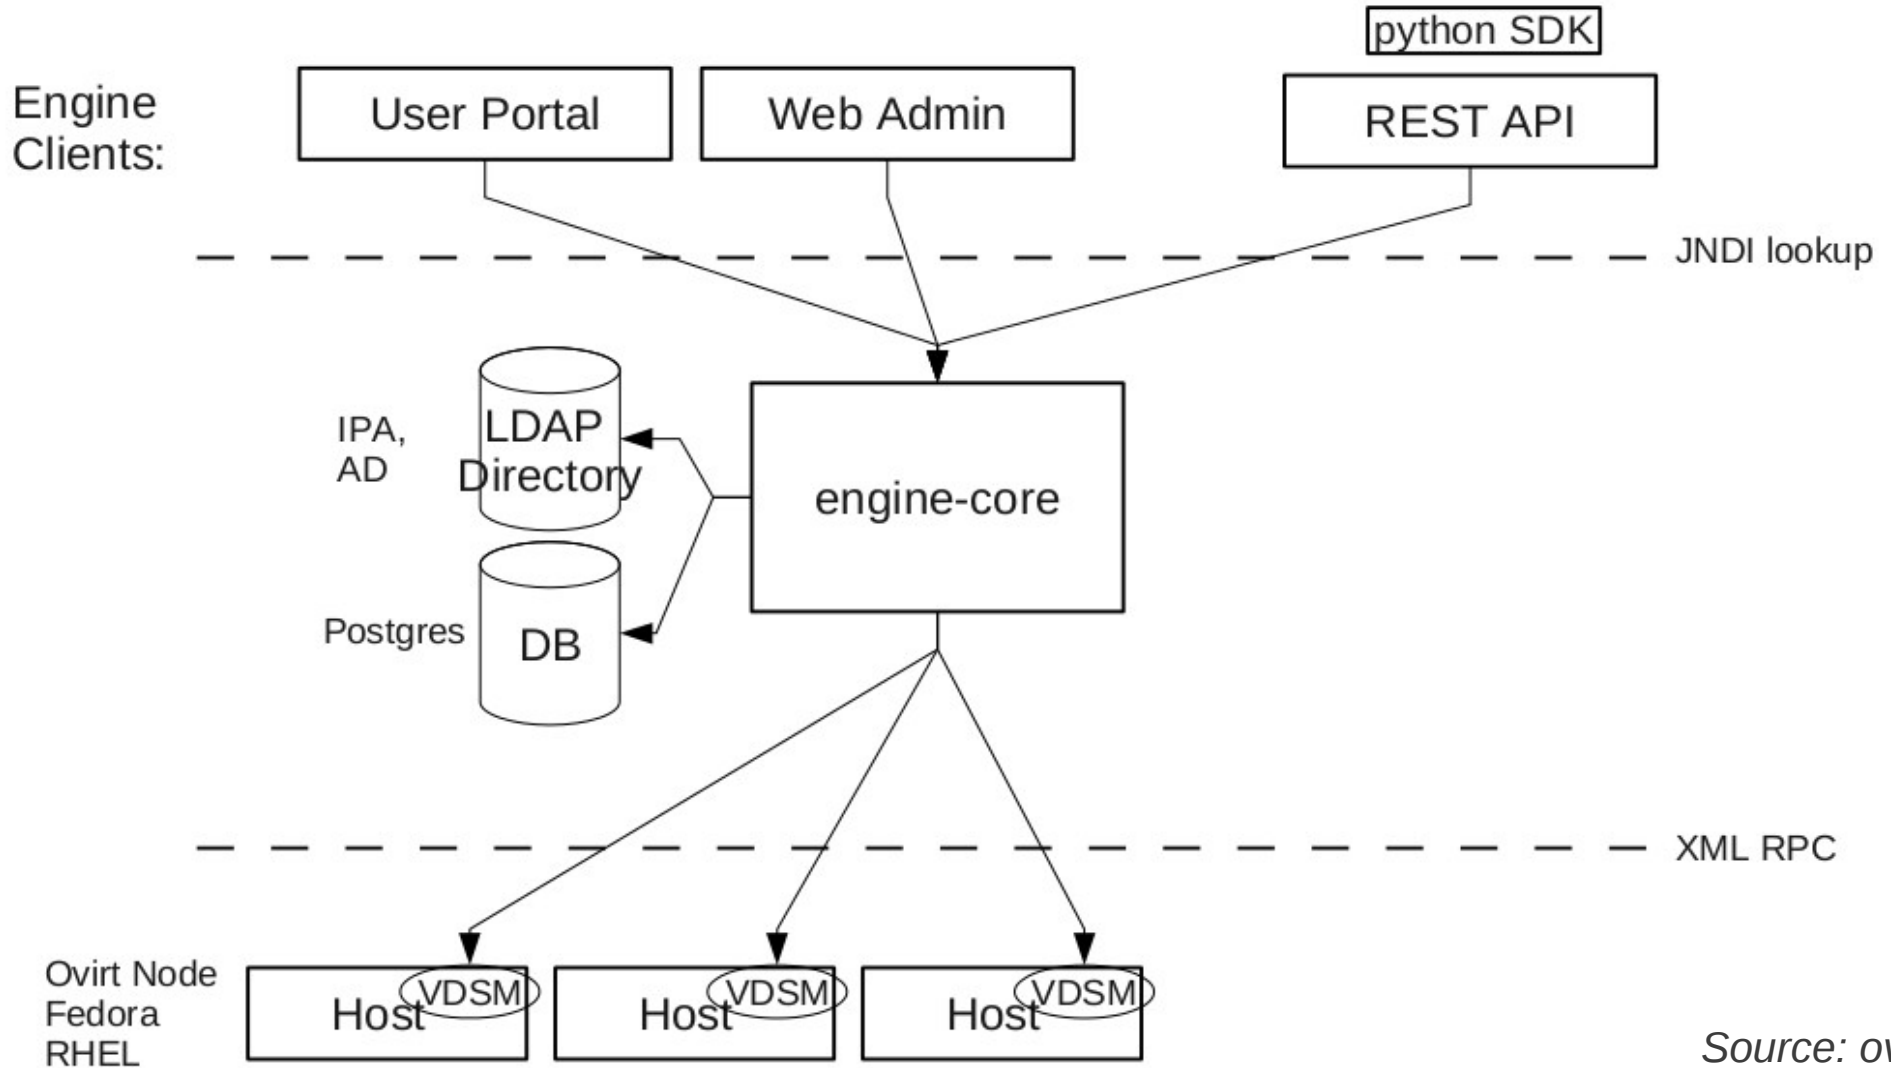 python SDK
Engine
Clients:
User Portal
Web Admin
REST API
JNDI lookup
IPA,
AD
LDAP
Directory
engine-core
Postgres
DB
XML RPC
Ovirt Node
Fedora
RHEL
Host
VDSM
Host
VDSM
Host
VDSM
Source: